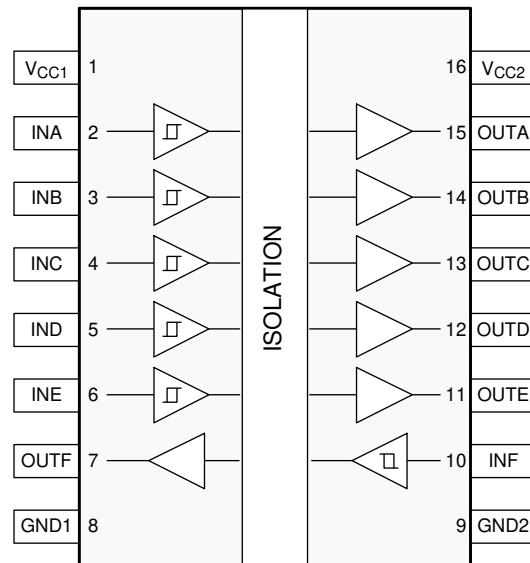 VCC1 1 16 VCC2
INA 2 15 OUTA
INB 3 14 OUTB
INC 4 13 OUTC
IND 5 12 OUTD
INE 6 11 OUTE
OUTF 7 10 INF
GND1 8 9 GND2
ISOLATION